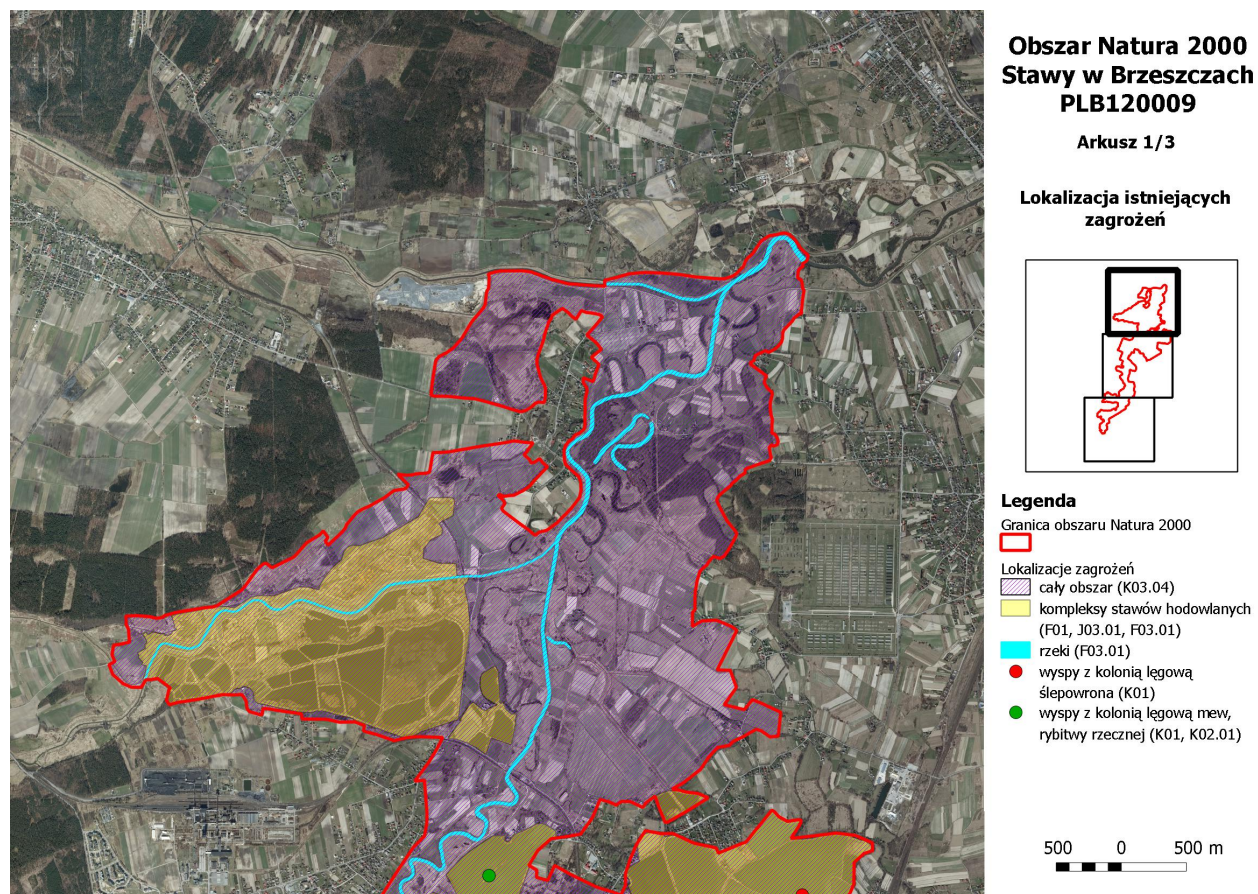 Obszar Natura 2000
Stawy w Brzeszczach
PLB120009
Arkusz 1/3
Lokalizacja istniejących
zagrożeń
Legenda
Granica obszaru Natura 2000
Lokalizacje zagrożeń
cały obszar (K03.04)
kompleksy stawów hodowlanych
(F01, J03.01, F03.01)
rzeki (F03.01)
wyspy z kolonią lęgową
ślepowrona (K01)
wyspy z kolonią lęgową mew,
rybitwy rzecznej (K01, K02.01)
500 0 500 m